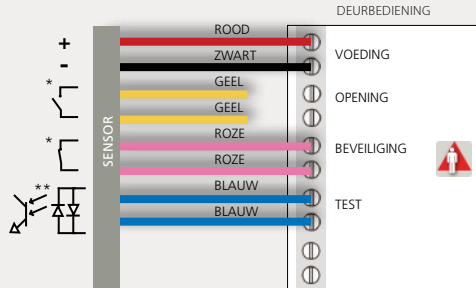 DEURBEDIENING
ROOD
+
ZWART
VOEDING
-
GEEL
*
OPENING
GEEL
ROZE
*
BEVEILIGING
SENSOR
ROZE
BLAUW
**
TEST
BLAUW